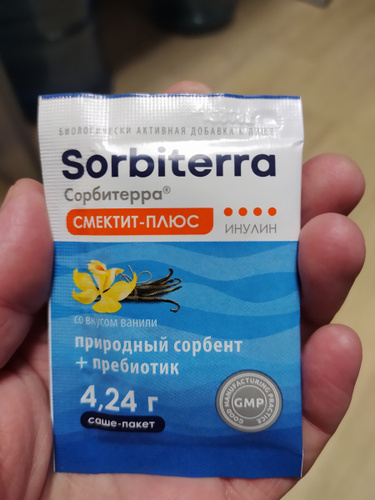 БИОЛОГИЧЕСКИ АКТИВНАЯ ДОБАВКА К ПИЩЕ
Sorbiterra
Сорбитерра®
СМЕКТИТ-ПЛЮС
ИНУЛИН
со вкусом ванили
природный сорбент
+ пребиотик
4,24 г
саше-пакет
GOOD MANUFACTURING PRACTICE
GMP